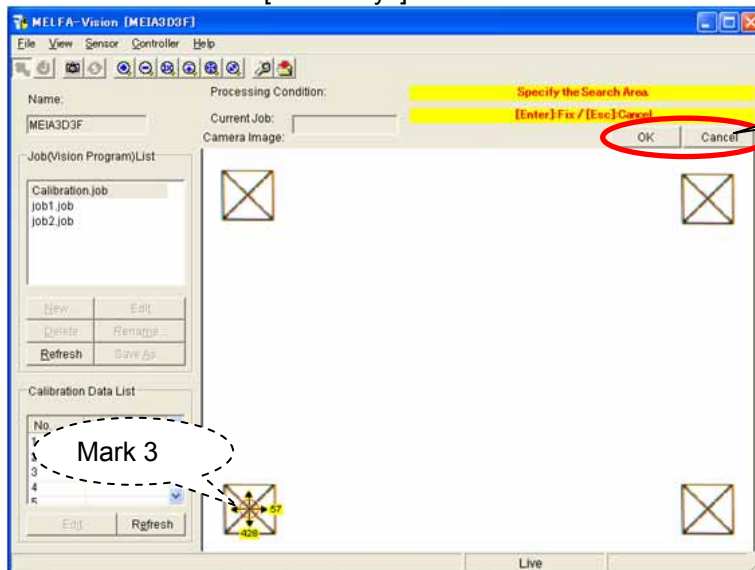 MELFA-Vision [MEIA3D3F]
File View Sensor Controller Help
Name:
MEIA3D3F
Processing Condition:
Current Job:
Camera Image:
Specify the Search Area.
[Enter]:Fix / [Esc]:Cancel
OK Cancel
Job(Vision Program)List
Calibration.job
job1.job
job2.job
New... Edit
Delete Rename...
Refresh Save As...
Calibration Data List
No.
1
3
4
5
Mark 3
Edit Refresh
57
428
Live